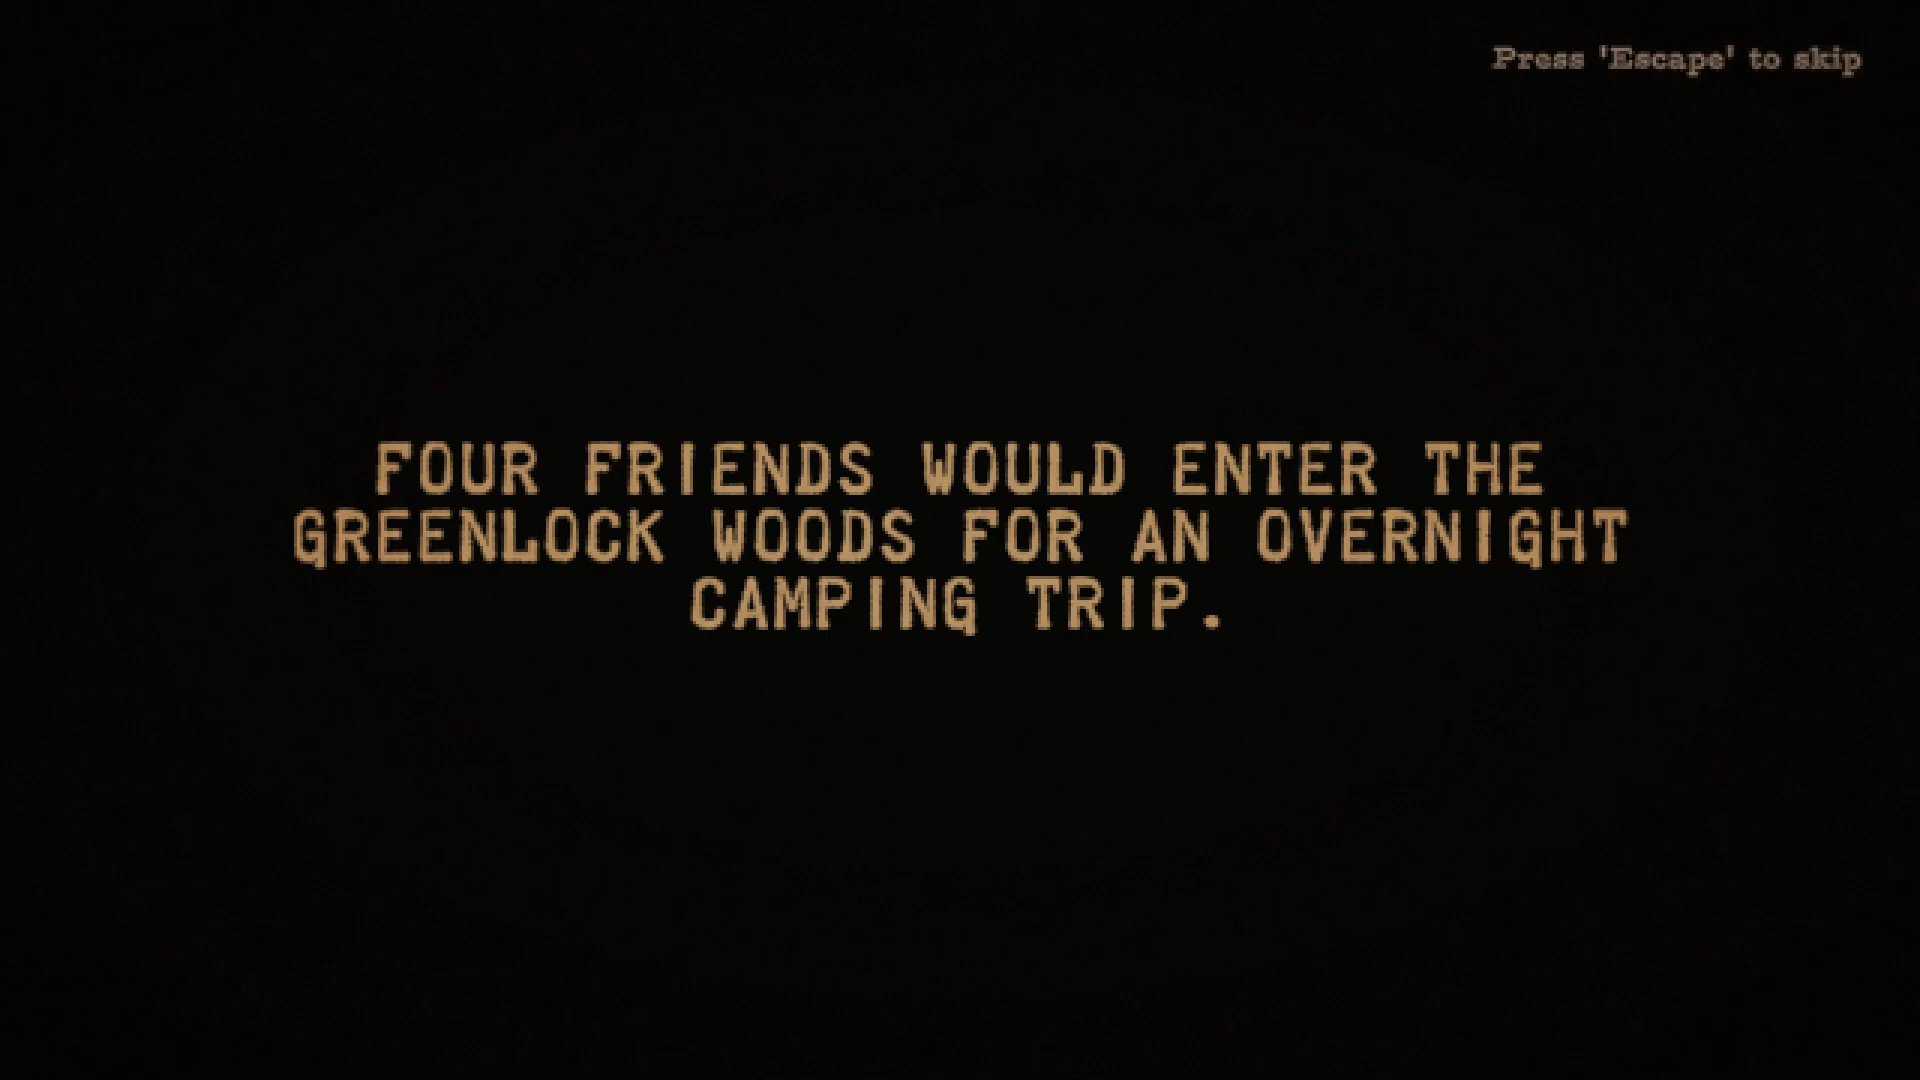 Press 'Escape' to skip
FOUR FRIENDS WOULD ENTER THE
GREENLOCK WOODS FOR AN OVERNIGHT
CAMPING TRIP.